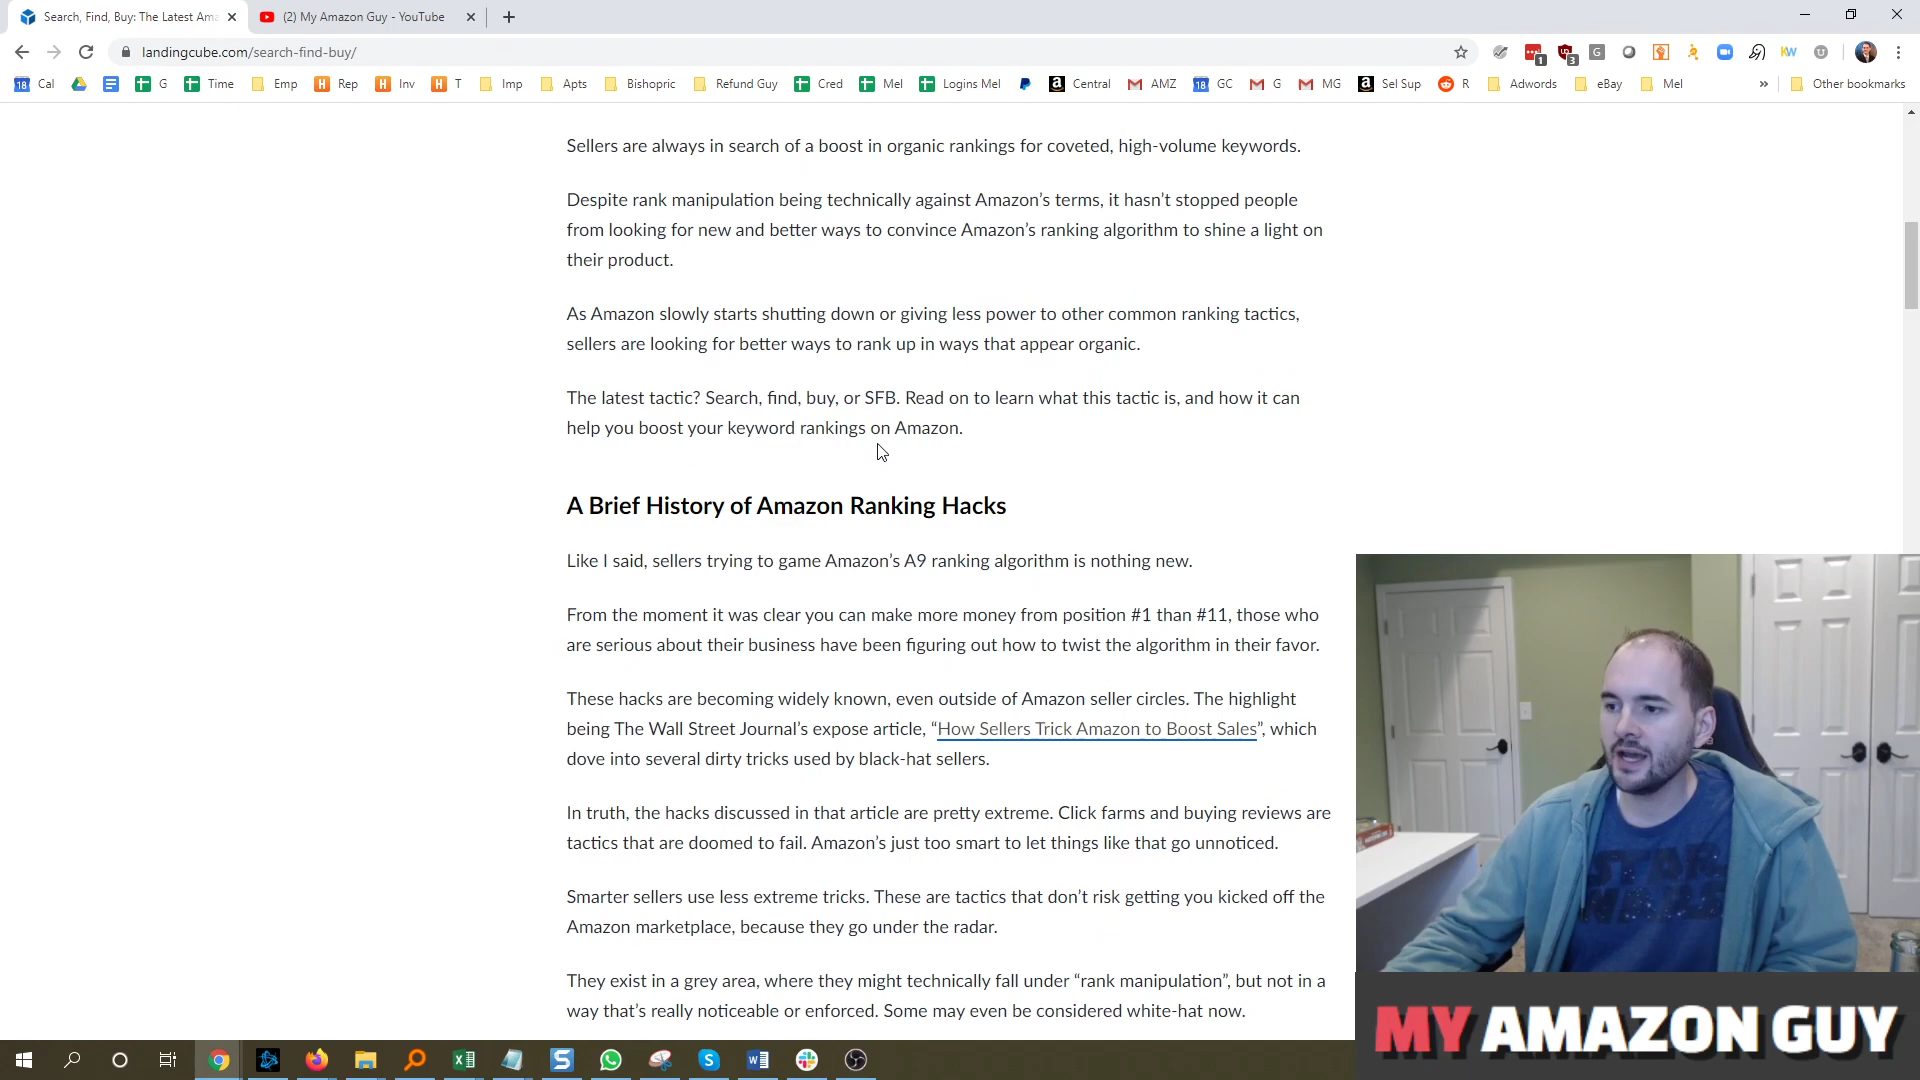 Search, Find, Buy: The Latest Ama
(2) My Amazon Guy - YouTube
landingcube.com/search-find-buy/
18 Cal G Time Emp H Rep H Inv H T Imp Apts Bishopric Refund Guy Cred Mel Logins Mel Central AMZ 18 GC G MG Sel Sup R Adwords eBay Mel » Other bookmarks
Sellers are always in search of a boost in organic rankings for coveted, high-volume keywords.
Despite rank manipulation being technically against Amazon’s terms, it hasn’t stopped people
from looking for new and better ways to convince Amazon’s ranking algorithm to shine a light on
their product.
As Amazon slowly starts shutting down or giving less power to other common ranking tactics,
sellers are looking for better ways to rank up in ways that appear organic.
The latest tactic? Search, find, buy, or SFB. Read on to learn what this tactic is, and how it can
help you boost your keyword rankings on Amazon.
A Brief History of Amazon Ranking Hacks
Like I said, sellers trying to game Amazon’s A9 ranking algorithm is nothing new.
From the moment it was clear you can make more money from position #1 than #11, those who
are serious about their business have been figuring out how to twist the algorithm in their favor.
These hacks are becoming widely known, even outside of Amazon seller circles. The highlight
being The Wall Street Journal’s expose article, “How Sellers Trick Amazon to Boost Sales”, which
dove into several dirty tricks used by black-hat sellers.
In truth, the hacks discussed in that article are pretty extreme. Click farms and buying reviews are
tactics that are doomed to fail. Amazon’s just too smart to let things like that go unnoticed.
Smarter sellers use less extreme tricks. These are tactics that don’t risk getting you kicked off the
Amazon marketplace, because they go under the radar.
They exist in a grey area, where they might technically fall under “rank manipulation”, but not in a
way that’s really noticeable or enforced. Some may even be considered white-hat now.
STAR
WARS
MY AMAZON GUY